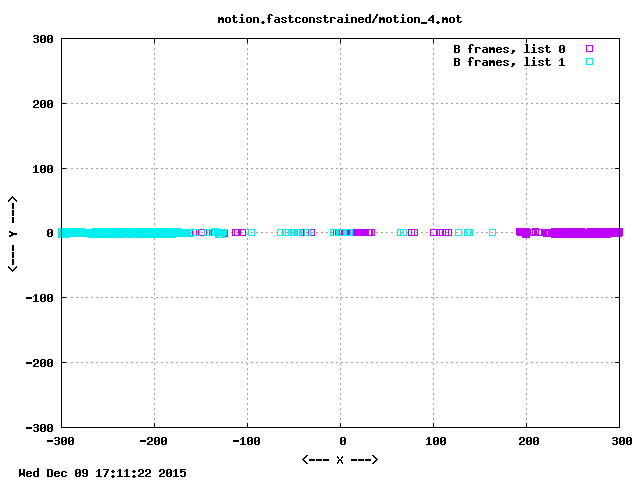 motion.fastconstrained/motion_4.mot
B frames, list 0
B frames, list 1
300
200
100
0
-100
-200
-300
<--- Y --->
-300 -200 -100 0 100 200 300
<--- X --->
Wed Dec 09 17:11:22 2015